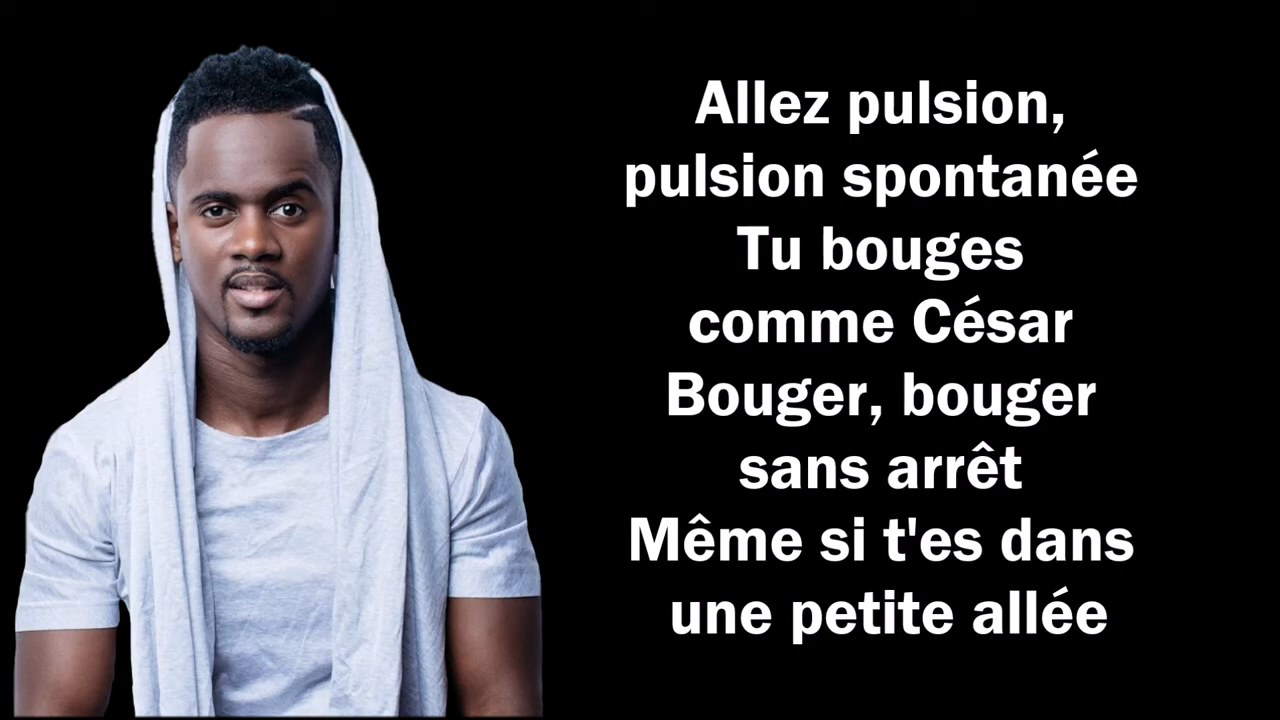 Allez pulsion,
pulsion spontanée
Tu bouges
comme César
Bouger, bouger
sans arrêt
Même si t'es dans
une petite allée